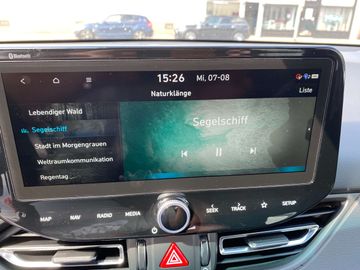 Bluetooth
15:26 Mi, 07-08
Naturklänge
Liste
Lebendiger Wald
Segelschiff
Stadt im Morgengrauen
Weltraumkommunikation
Regentag
Segelschiff
MAP NAV RADIO MEDIA
SEEK TRACK SETUP